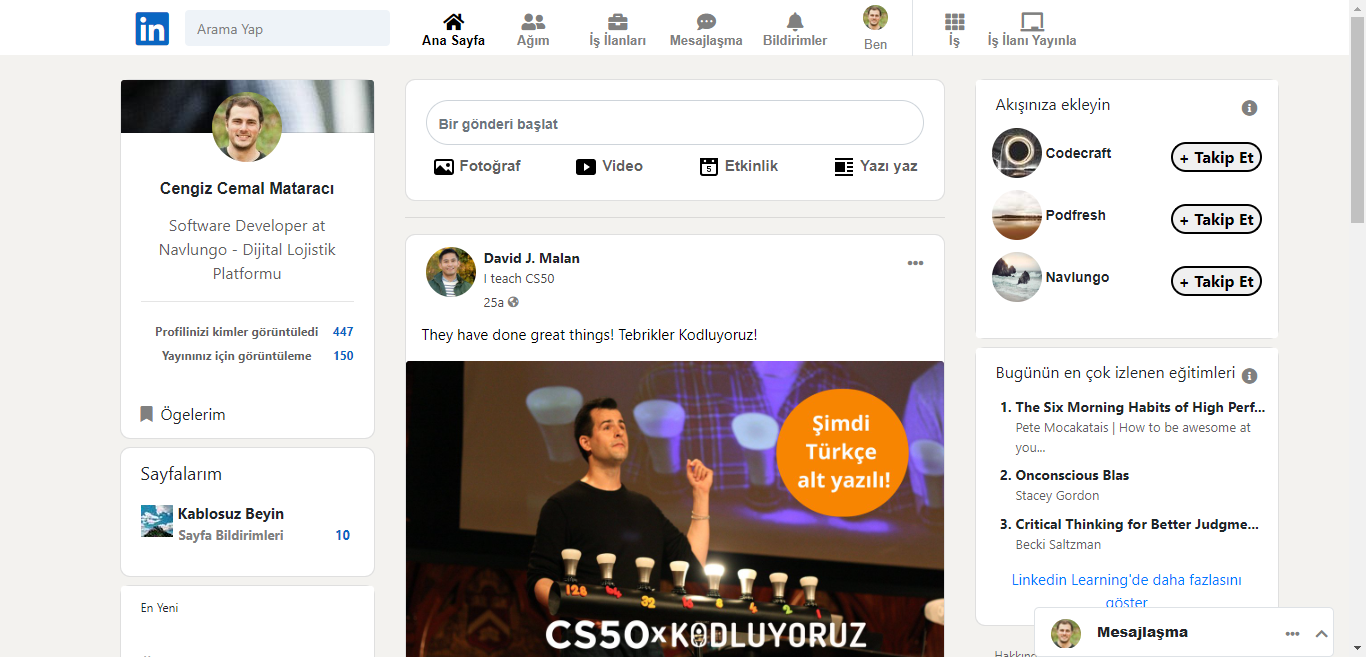 in
Arama Yap
Ana Sayfa
Ağım
İş İlanları
Mesajlaşma
Bildirimler
Ben
İş
İş İlanı Yayınla
Cengiz Cemal Mataracı
Software Developer at
Navlungo - Dijital Lojistik
Platformu
Profilinizi kimler görüntüledi 447
Yayınınız için görüntüleme 150
Ögelerim
Sayfalarım
Kablosuz Beyin
Sayfa Bildirimleri 10
En Yeni
Bir gönderi başlat
Fotoğraf
Video
5
Etkinlik
Yazı yaz
David J. Malan
I teach CS50
25a
They have done great things! Tebrikler Kodluyoruz!
Şimdi
Türkçe
alt yazılı!
128 64 32 16 8 4 2 1
CS50xKODLUYORUZ
Akışınıza ekleyin
Codecraft
+ Takip Et
Podfresh
+ Takip Et
Navlungo
+ Takip Et
Bugünün en çok izlenen eğitimleri
1. The Six Morning Habits of High Perf...
Pete Mocakatais | How to be awesome at
you...
2. Onconscious Blas
Stacey Gordon
3. Critical Thinking for Better Judgme...
Becki Saltzman
Linkedin Learning'de daha fazlasını
göster
Mesajlaşma